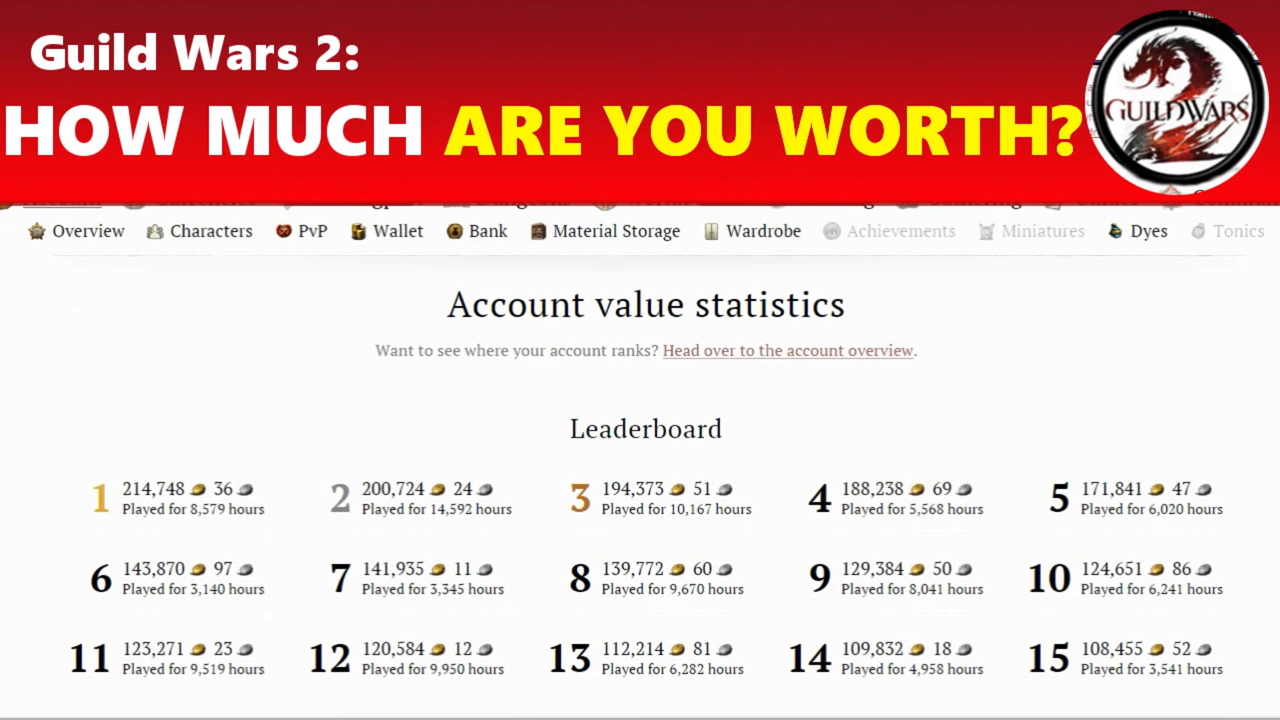 Guild Wars 2:
HOW MUCH ARE YOU WORTH?
GUILDWARS
2
Overview Characters PvP Wallet Bank Material Storage Wardrobe Achievements Miniatures Dyes Tonics
Account value statistics
Want to see where your account ranks? Head over to the account overview.
Leaderboard
1 214,748 36 2 200,724 24 3 194,373 51 4 188,238 69 5 171,841 47
Played for 8,579 hours Played for 14,592 hours Played for 10,167 hours Played for 5,568 hours Played for 6,020 hours
6 143,870 97 7 141,935 11 8 139,772 60 9 129,384 50 10 124,651 86
Played for 3,140 hours Played for 3,345 hours Played for 9,670 hours Played for 8,041 hours Played for 6,241 hours
11 123,271 23 12 120,584 12 13 112,214 81 14 109,832 18 15 108,455 52
Played for 9,519 hours Played for 9,950 hours Played for 6,282 hours Played for 4,958 hours Played for 3,541 hours